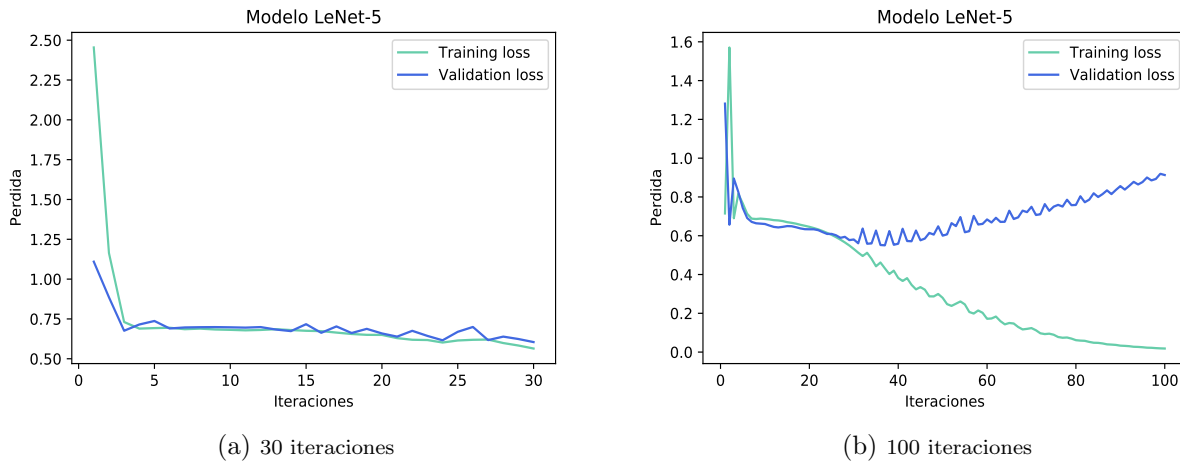 Modelo LeNet-5
2.50
2.25
2.00
1.75
1.50
1.25
1.00
0.75
0.50
Perdida
Training loss
Validation loss
0
5
10
15
20
25
30
Iteraciones
(a) 30 iteraciones
Modelo LeNet-5
1.6
1.4
1.2
1.0
0.8
0.6
0.4
0.2
0.0
Perdida
Training loss
Validation loss
0
20
40
60
80
100
Iteraciones
(b) 100 iteraciones